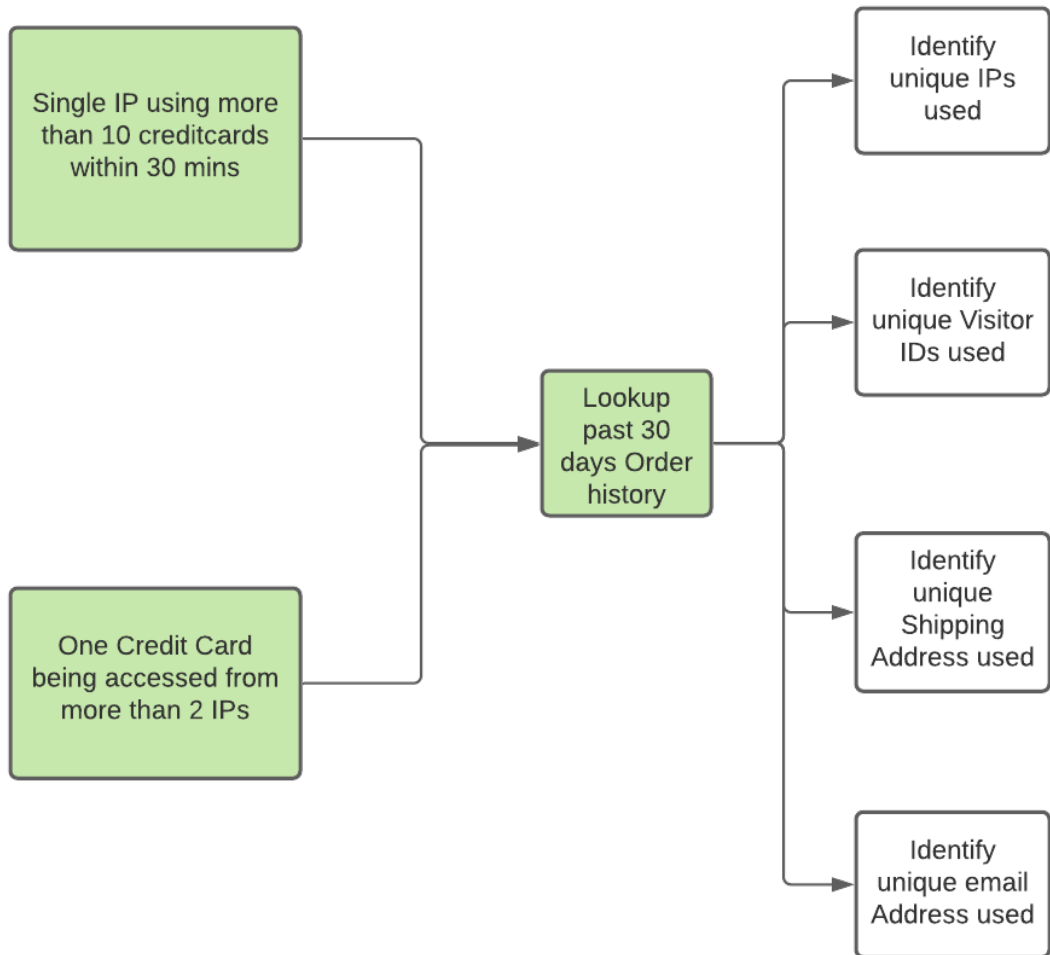 Single IP using more
than 10 creditcards
within 30 mins
One Credit Card
being accessed from
more than 2 IPs
Lookup
past 30
days Order
history
Identify
unique IPs
used
Identify
unique Visitor
IDs used
Identify
unique
Shipping
Address used
Identify
unique email
Address used